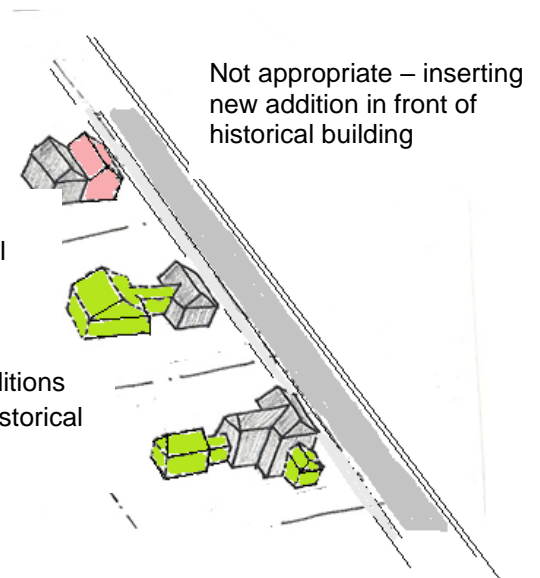 Not appropriate – inserting
new addition in front of
historical building
ditions
storical